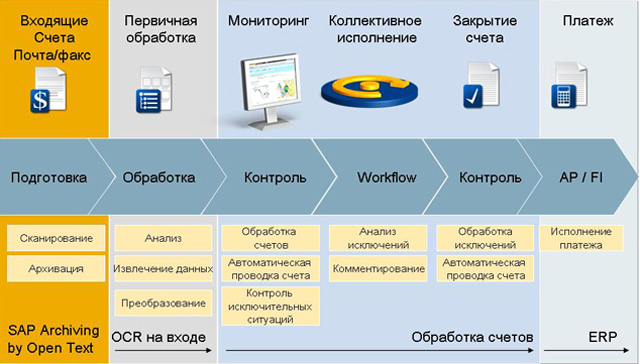 Входящие
Счета
Почта/факс
Первичная
обработка
Мониторинг
Коллективное
исполнение
Закрытие
счета
Платеж
Подготовка
Обработка
Контроль
Workflow
Контроль
AP / FI
Сканирование
Архивация
Анализ
Извлечение данных
Преобразование
Обработка
счетов
Автоматическая
проводка счета
Контроль
исключительных
ситуаций
Анализ
исключений
Комментирование
Обработка
исключений
Автоматическая
проводка счета
Исполнение
платежа
SAP Archiving
by Open Text
OCR на входе
Обработка счетов
ERP